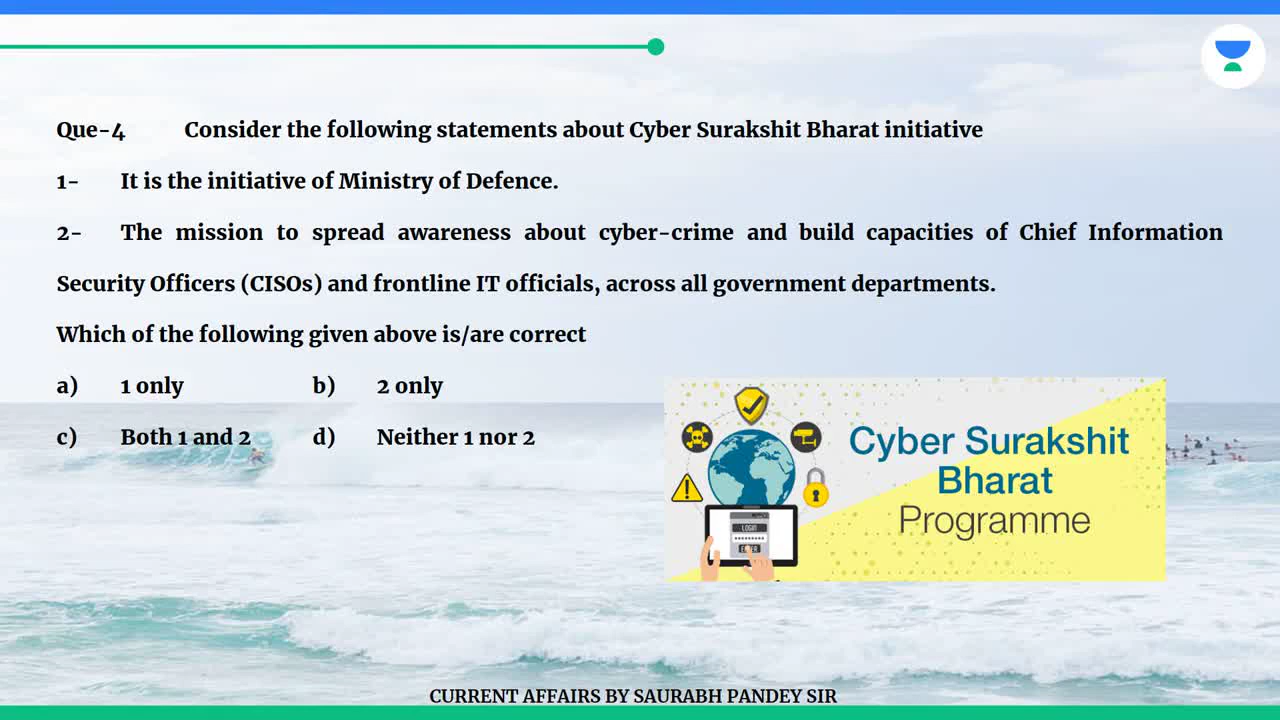 Que-4 Consider the following statements about Cyber Surakshit Bharat initiative
1- It is the initiative of Ministry of Defence.
2- The mission to spread awareness about cyber-crime and build capacities of Chief Information
Security Officers (CISOs) and frontline IT officials, across all government departments.
Which of the following given above is/are correct
a) 1 only b) 2 only
c) Both 1 and 2 d) Neither 1 nor 2
Cyber Surakshit
Bharat
Programme
LOGIN
CURRENT AFFAIRS BY SAURABH PANDEY SIR